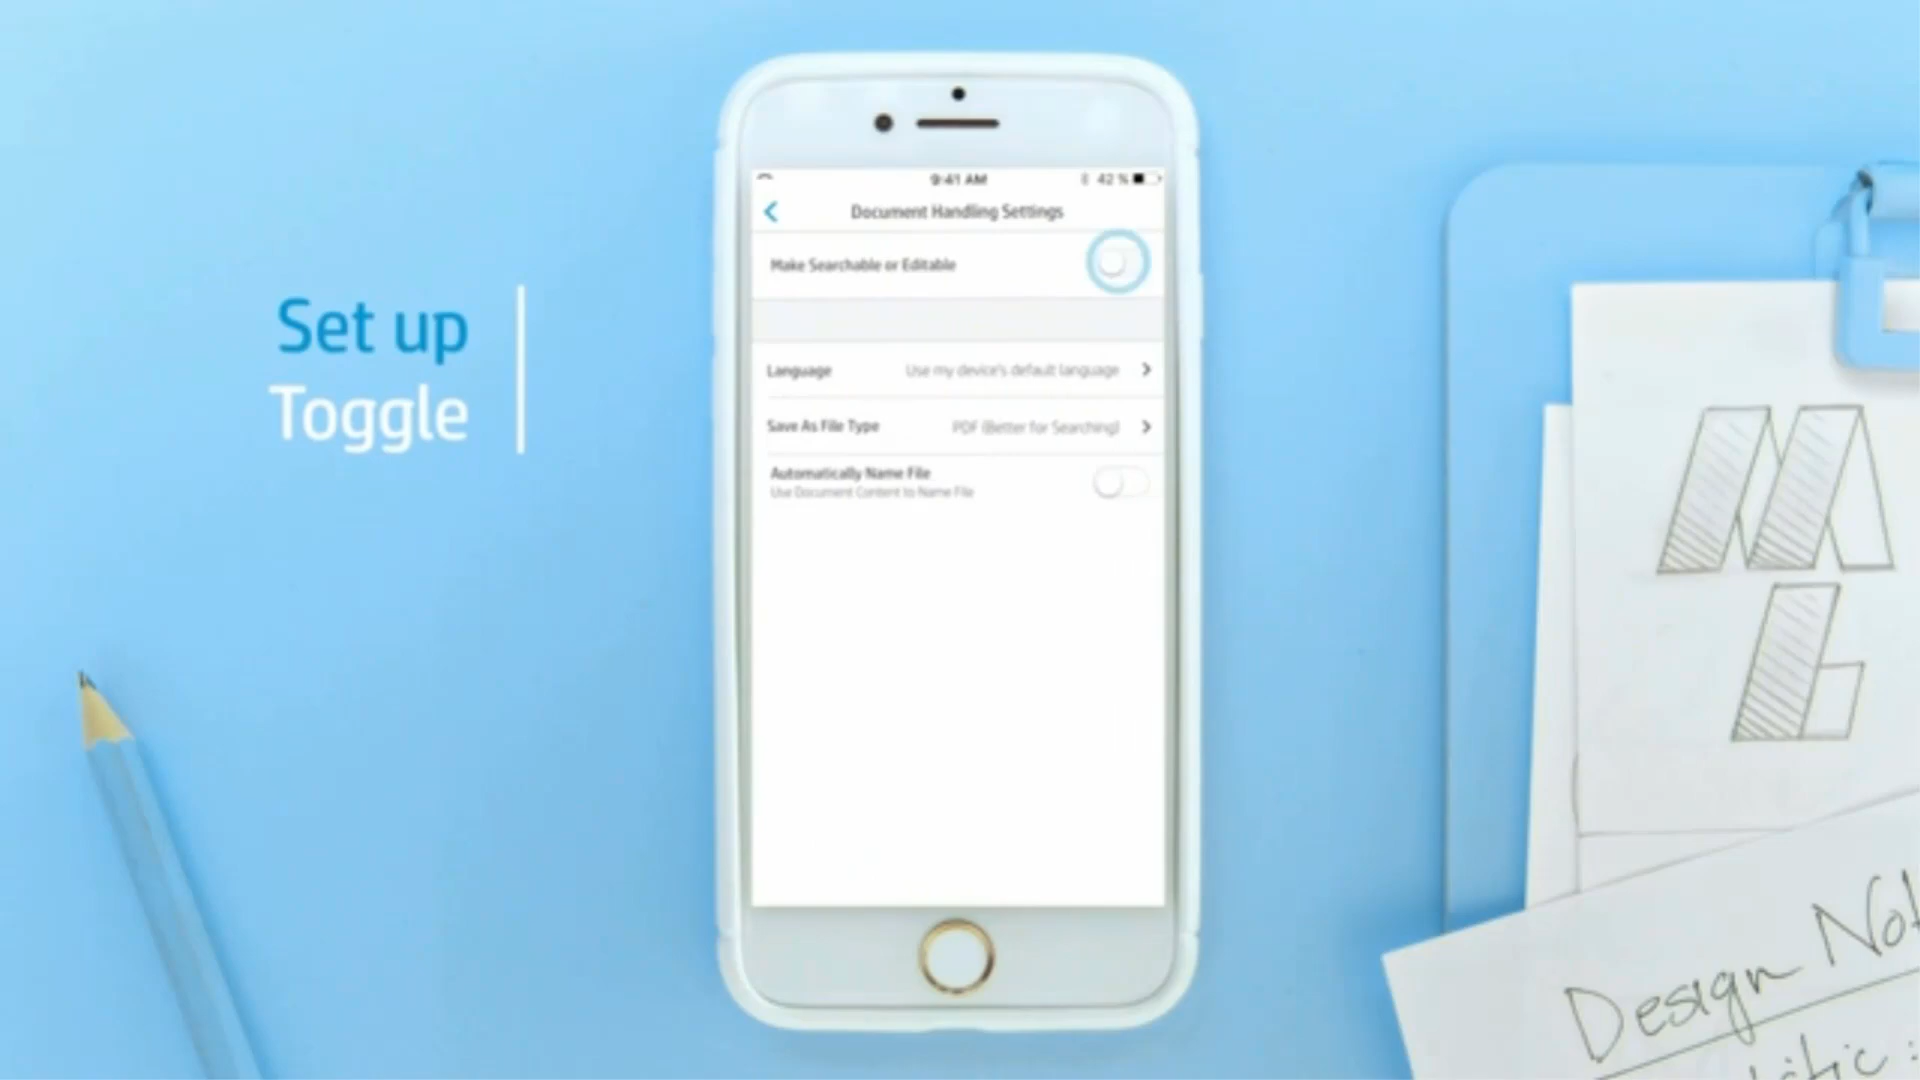 Set up
Toggle
9:41 AM
42 %
Document Handling Settings
Make Searchable or Editable
Language
Use my device's default language
Save As File Type
PDF (Better for Searching)
Automatically Name File
Use Document Content to Name File
Design